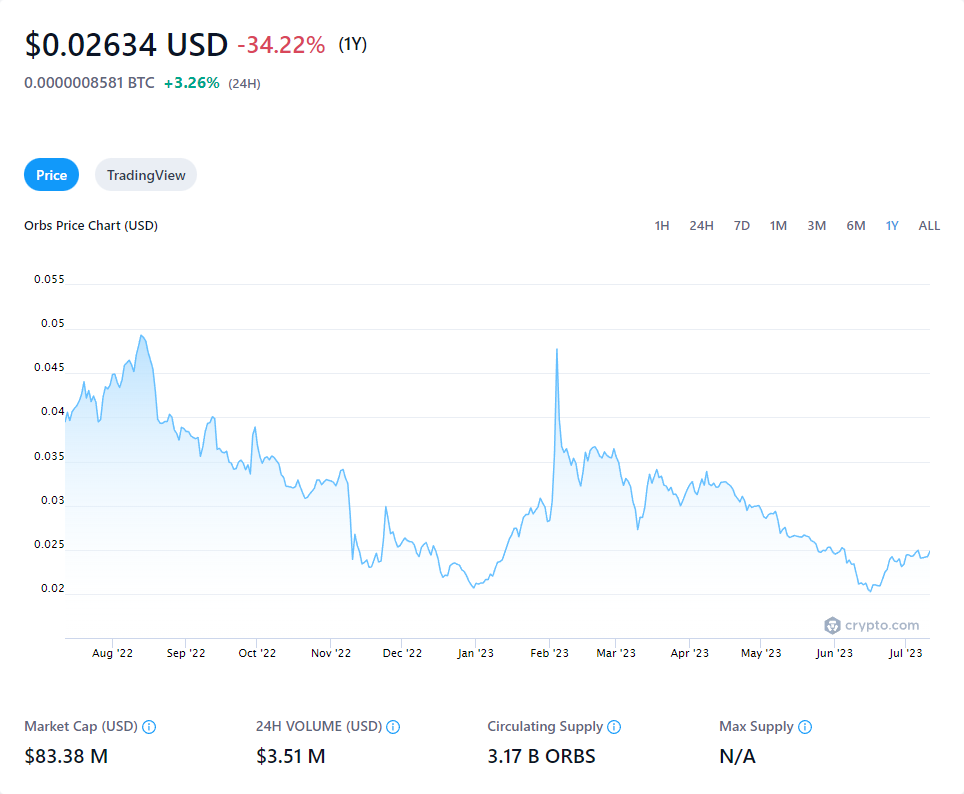 $0.02634 USD -34.22% (1Y)
0.0000008581 BTC +3.26% (24H)
Price TradingView
Orbs Price Chart (USD) 1H 24H 7D 1M 3M 6M 1Y ALL
0.055
0.05
0.045
0.04
0.035
0.03
0.025
0.02
crypto.com
Aug '22 Sep '22 Oct '22 Nov '22 Dec '22 Jan '23 Feb '23 Mar '23 Apr '23 May '23 Jun '23 Jul '23
Market Cap (USD) 24H VOLUME (USD) Circulating Supply Max Supply
$83.38 M $3.51 M 3.17 B ORBS N/A